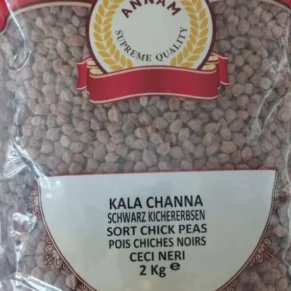 ANNAM
SUPREME QUALITY
KALA CHANNA
SCHWARZ KICHERERBSEN
SORT CHICK PEAS
POIS CHICHES NOIRS
CECI NERI
2 Kg e